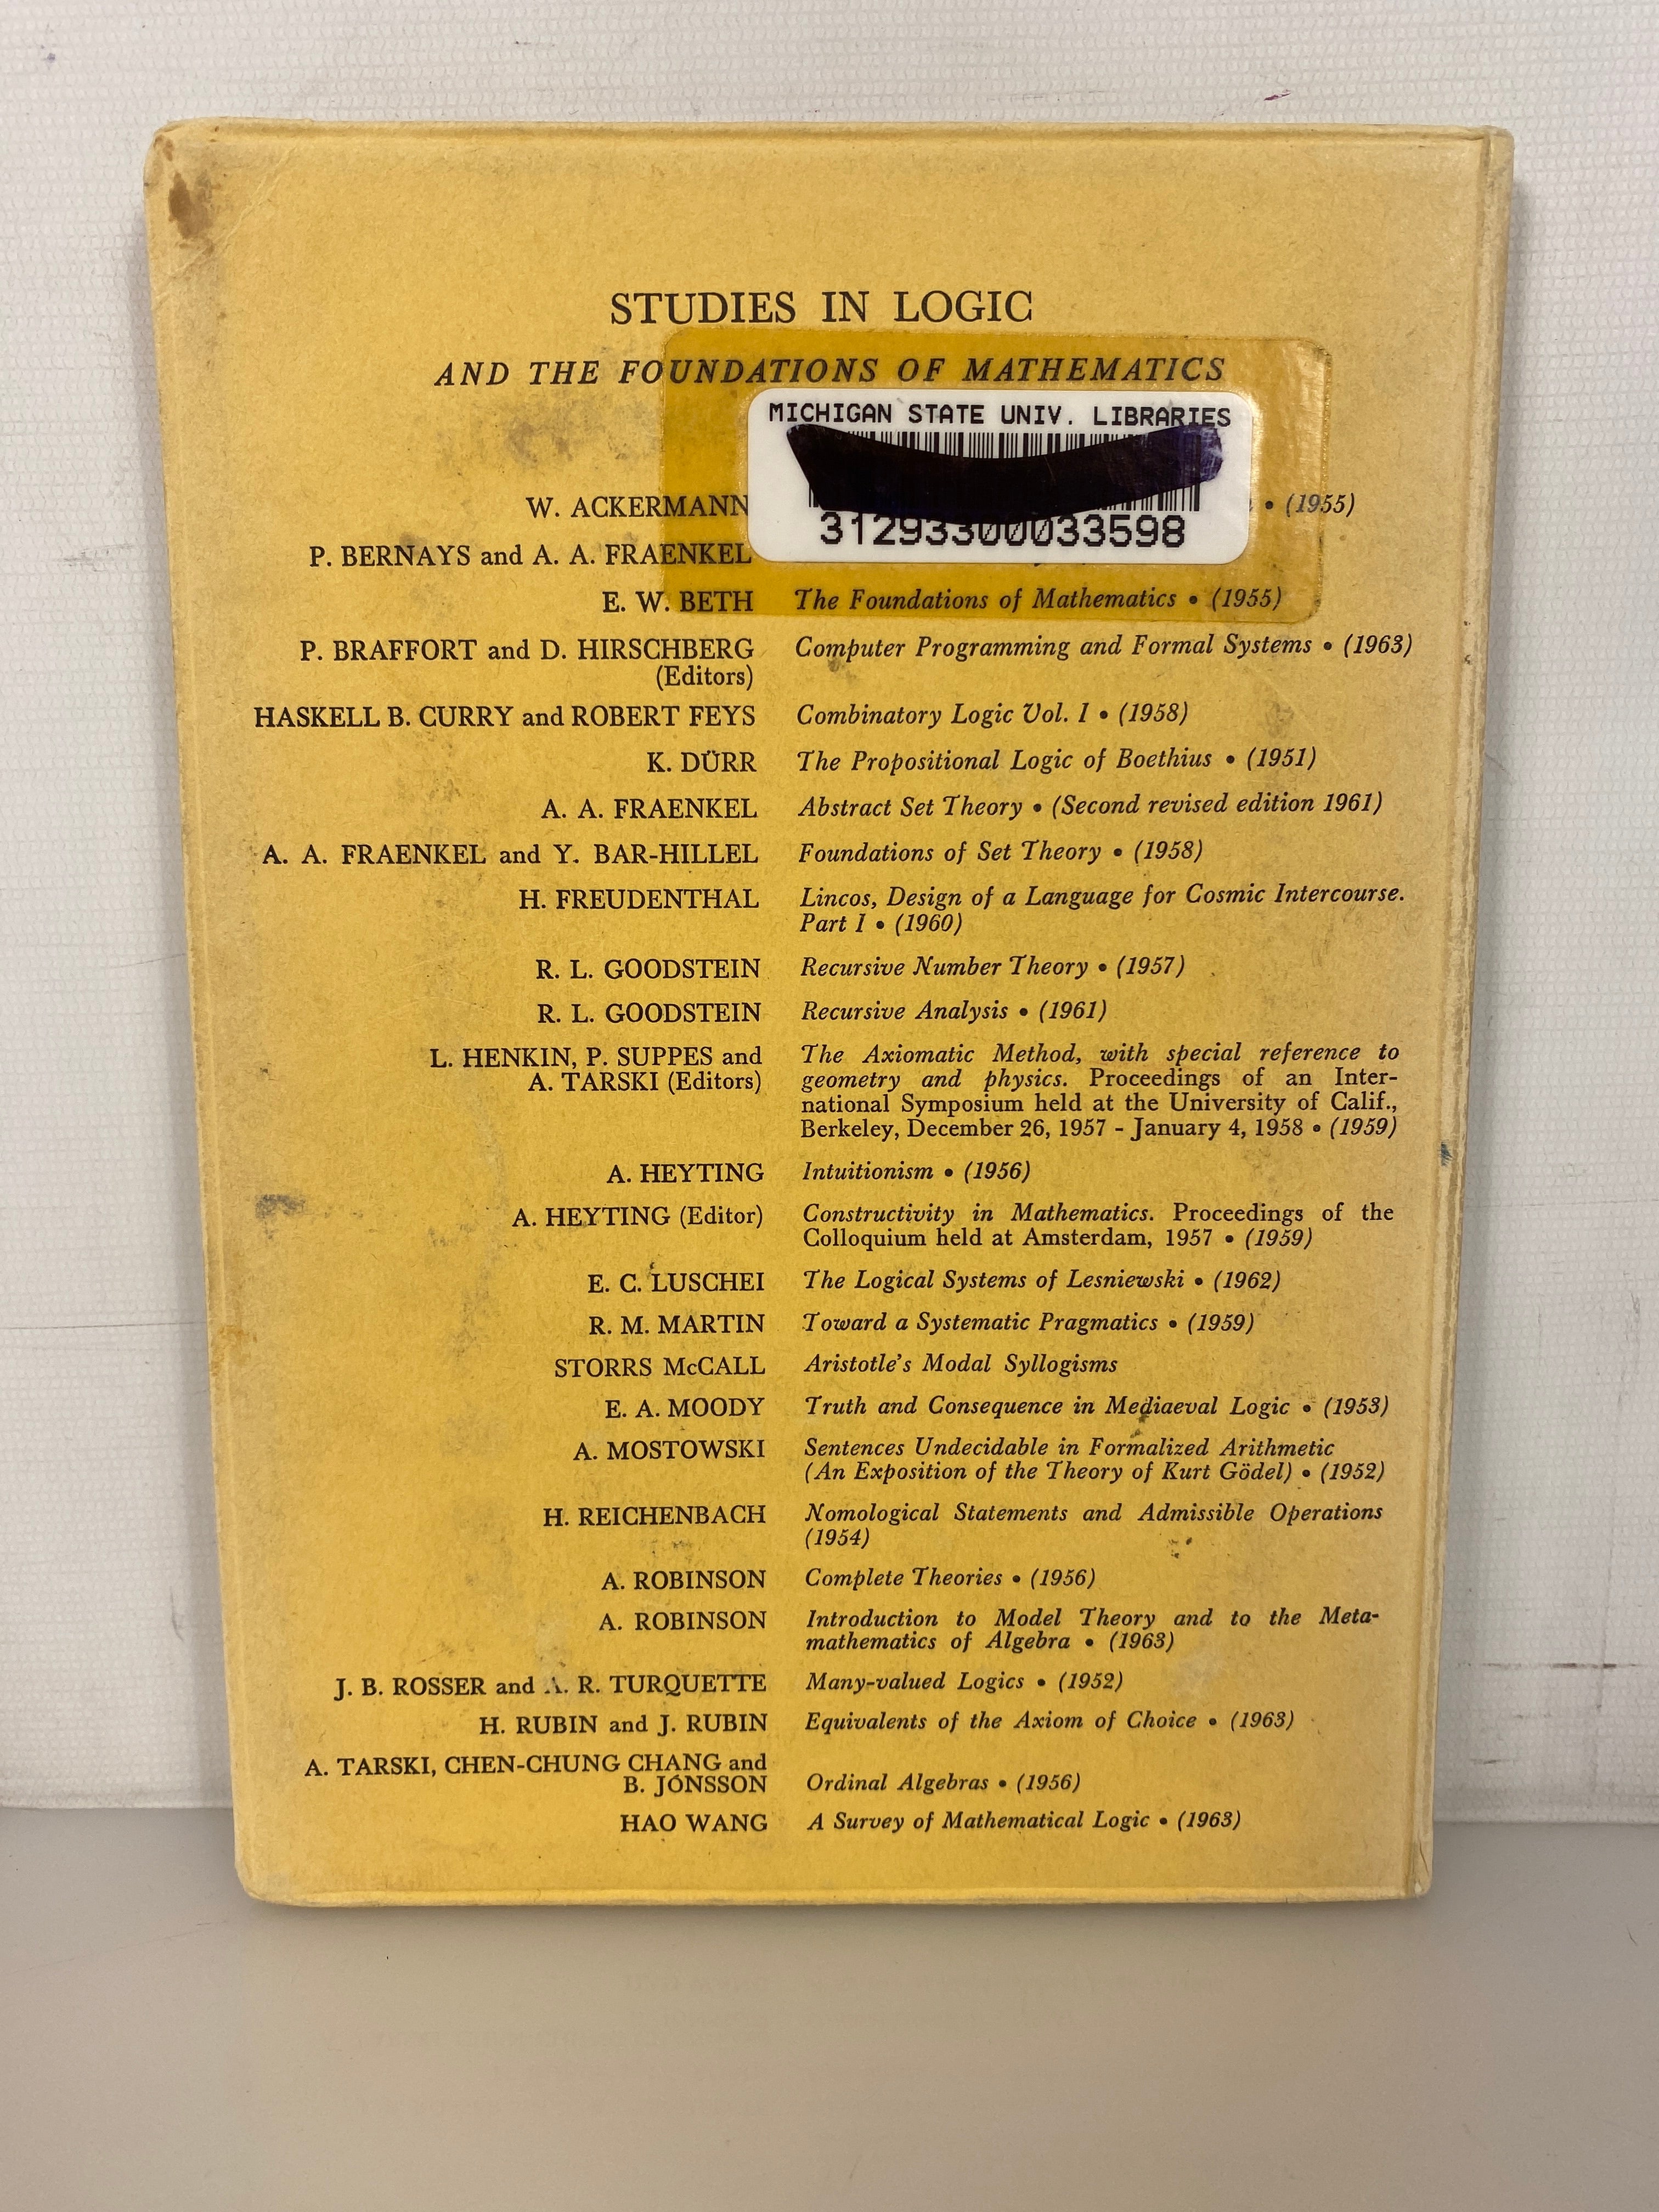 STUDIES IN LOGIC
AND THE FOUNDATIONS OF MATHEMATICS
MICHIGAN STATE UNIV. LIBRARIES
31293300033598
W. ACKERMANN • (1955)
P. BERNAYS and A. A. FRAENKEL
E. W. BETH The Foundations of Mathematics • (1955)
P. BRAFFORT and D. HIRSCHBERG Computer Programming and Formal Systems • (1963)
(Editors)
HASKELL B. CURRY and ROBERT FEYS Combinatory Logic Vol. I • (1958)
K. DÜRR The Propositional Logic of Boethius • (1951)
A. A. FRAENKEL Abstract Set Theory • (Second revised edition 1961)
A. A. FRAENKEL and Y. BAR-HILLEL Foundations of Set Theory • (1958)
H. FREUDENTHAL Lincos, Design of a Language for Cosmic Intercourse.
Part I • (1960)
R. L. GOODSTEIN Recursive Number Theory • (1957)
R. L. GOODSTEIN Recursive Analysis • (1961)
L. HENKIN, P. SUPPES and The Axiomatic Method, with special reference to
A. TARSKI (Editors) geometry and physics. Proceedings of an Inter-
national Symposium held at the University of Calif.,
Berkeley, December 26, 1957 - January 4, 1958 • (1959)
A. HEYTING Intuitionism • (1956)
A. HEYTING (Editor) Constructivity in Mathematics. Proceedings of the
Colloquium held at Amsterdam, 1957 • (1959)
E. C. LUSCHEI The Logical Systems of Lesniewski • (1962)
R. M. MARTIN Toward a Systematic Pragmatics • (1959)
STORRS McCALL Aristotle's Modal Syllogisms
E. A. MOODY Truth and Consequence in Mediaeval Logic • (1953)
A. MOSTOWSKI Sentences Undecidable in Formalized Arithmetic
(An Exposition of the Theory of Kurt Gödel) • (1952)
H. REICHENBACH Nomological Statements and Admissible Operations
(1954)
A. ROBINSON Complete Theories • (1956)
A. ROBINSON Introduction to Model Theory and to the Meta-
mathematics of Algebra • (1963)
J. B. ROSSER and A. R. TURQUETTE Many-valued Logics • (1952)
H. RUBIN and J. RUBIN Equivalents of the Axiom of Choice • (1963)
A. TARSKI, CHEN-CHUNG CHANG and
B. JÓNSSON Ordinal Algebras • (1956)
HAO WANG A Survey of Mathematical Logic • (1963)